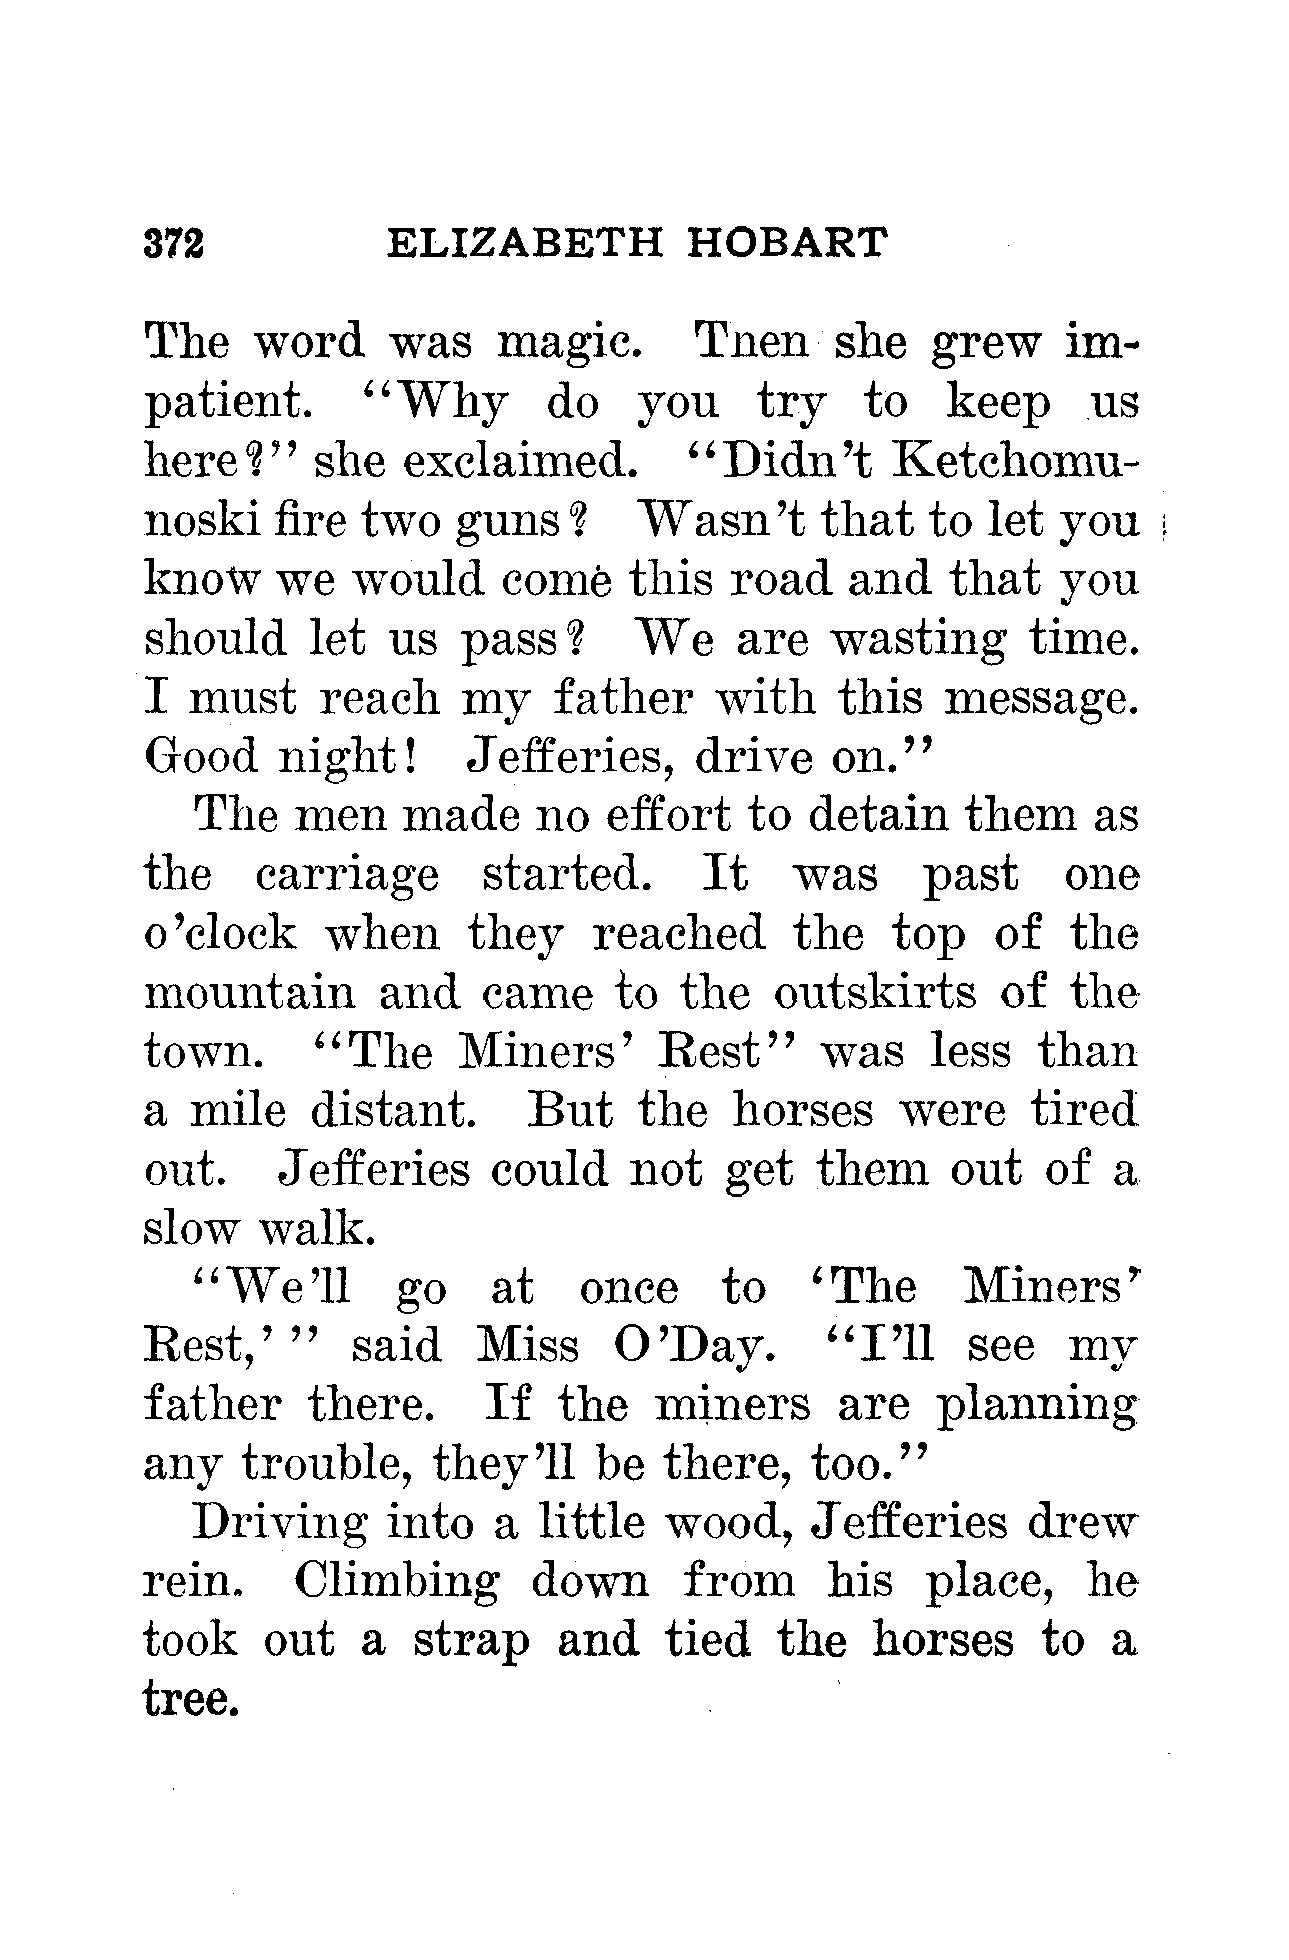 372 ELIZABETH HOBART
The word was magic. Then she grew im-
patient. "Why do you try to keep us
here?" she exclaimed. "Didn't Ketchomu-
noski fire two guns? Wasn't that to let you
know we would come this road and that you
should let us pass? We are wasting time.
I must reach my father with this message.
Good night! Jefferies, drive on."
The men made no effort to detain them as
the carriage started. It was past one
o'clock when they reached the top of the
mountain and came to the outskirts of the
town. "The Miners' Rest" was less than
a mile distant. But the horses were tired
out. Jefferies could not get them out of a
slow walk.
"We'll go at once to 'The Miners'
Rest,'" said Miss O'Day. "I'll see my
father there. If the miners are planning
any trouble, they'll be there, too."
Driving into a little wood, Jefferies drew
rein. Climbing down from his place, he
took out a strap and tied the horses to a
tree.